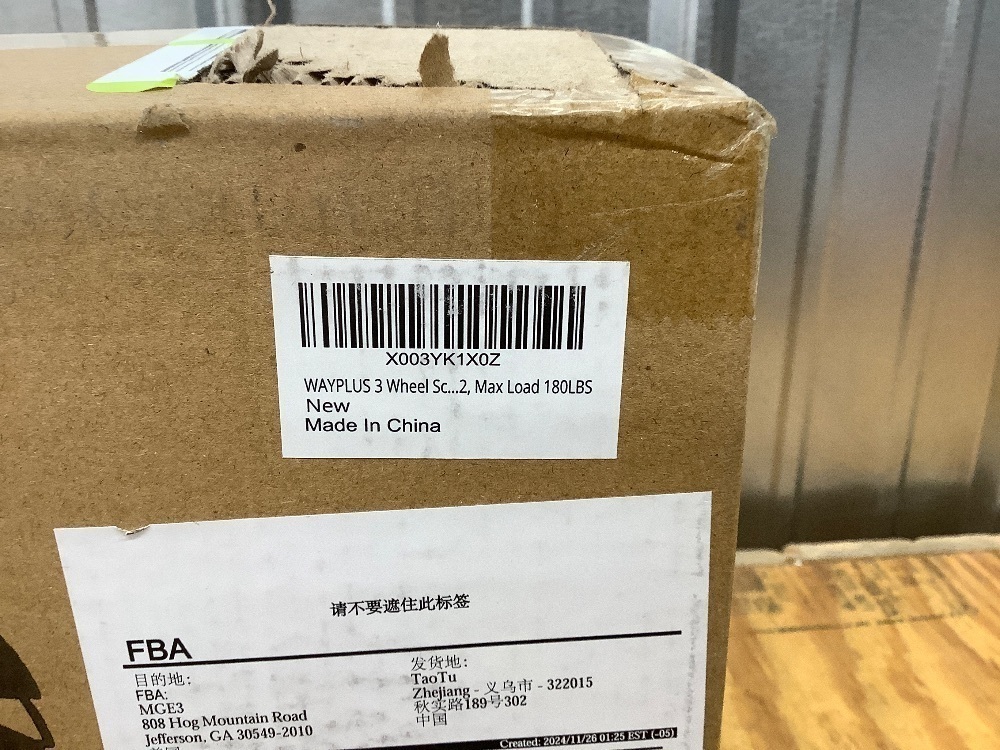 X003YK1X0Z
WAYPLUS 3 Wheel Sc...2, Max Load 180LBS
New
Made In China
请不要遮住此标签
FBA
目的地:
FBA:
MGE3
808 Hog Mountain Road
Jefferson, GA 30549-2010
发货地:
TaoTu
Zhejiang - 义乌市 - 322015
秋实路189号302
中国
Created: 2024/11/26 01:25 EST (-05)